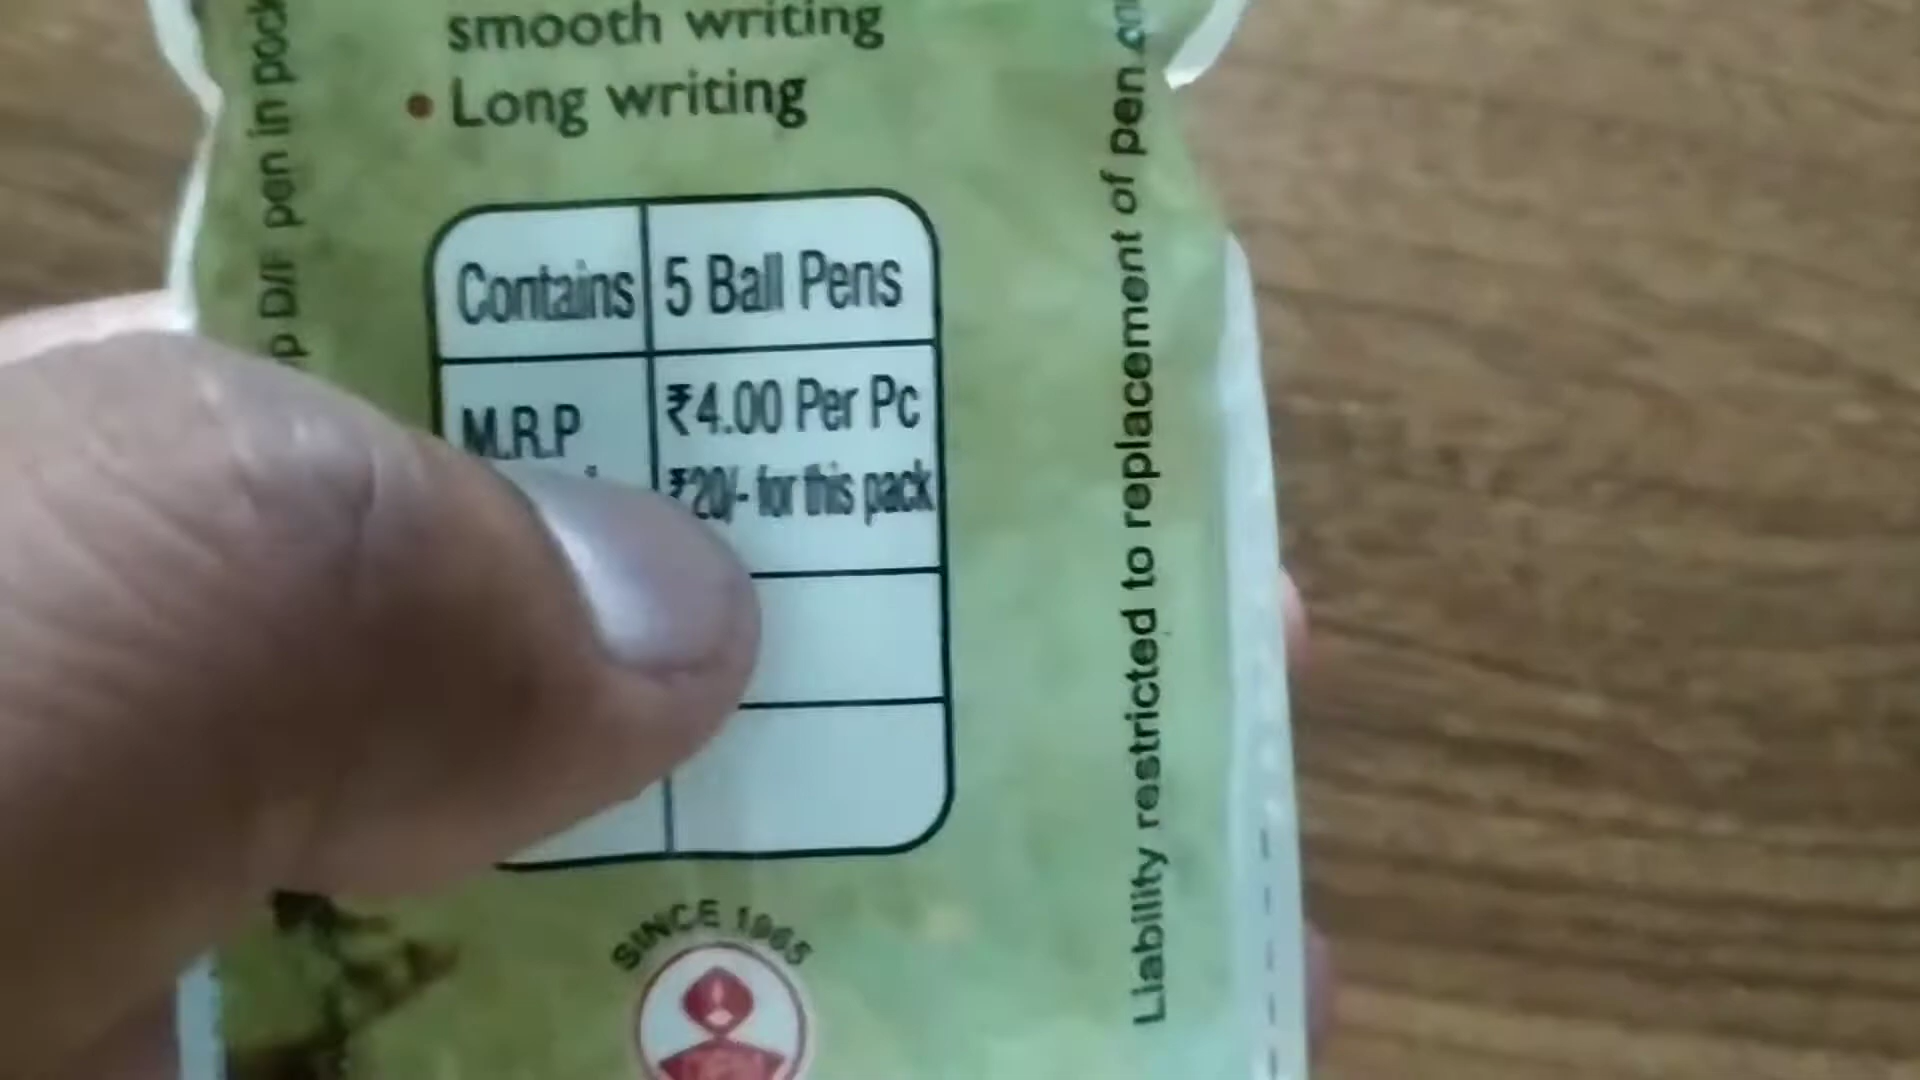 smooth writing
• Long writing
Contains 5 Ball Pens
M.R.P ₹4.00 Per Pc
₹20/- for this pack
SINCE 1965
D/F pen in
Liability restricted to replacement of pen.